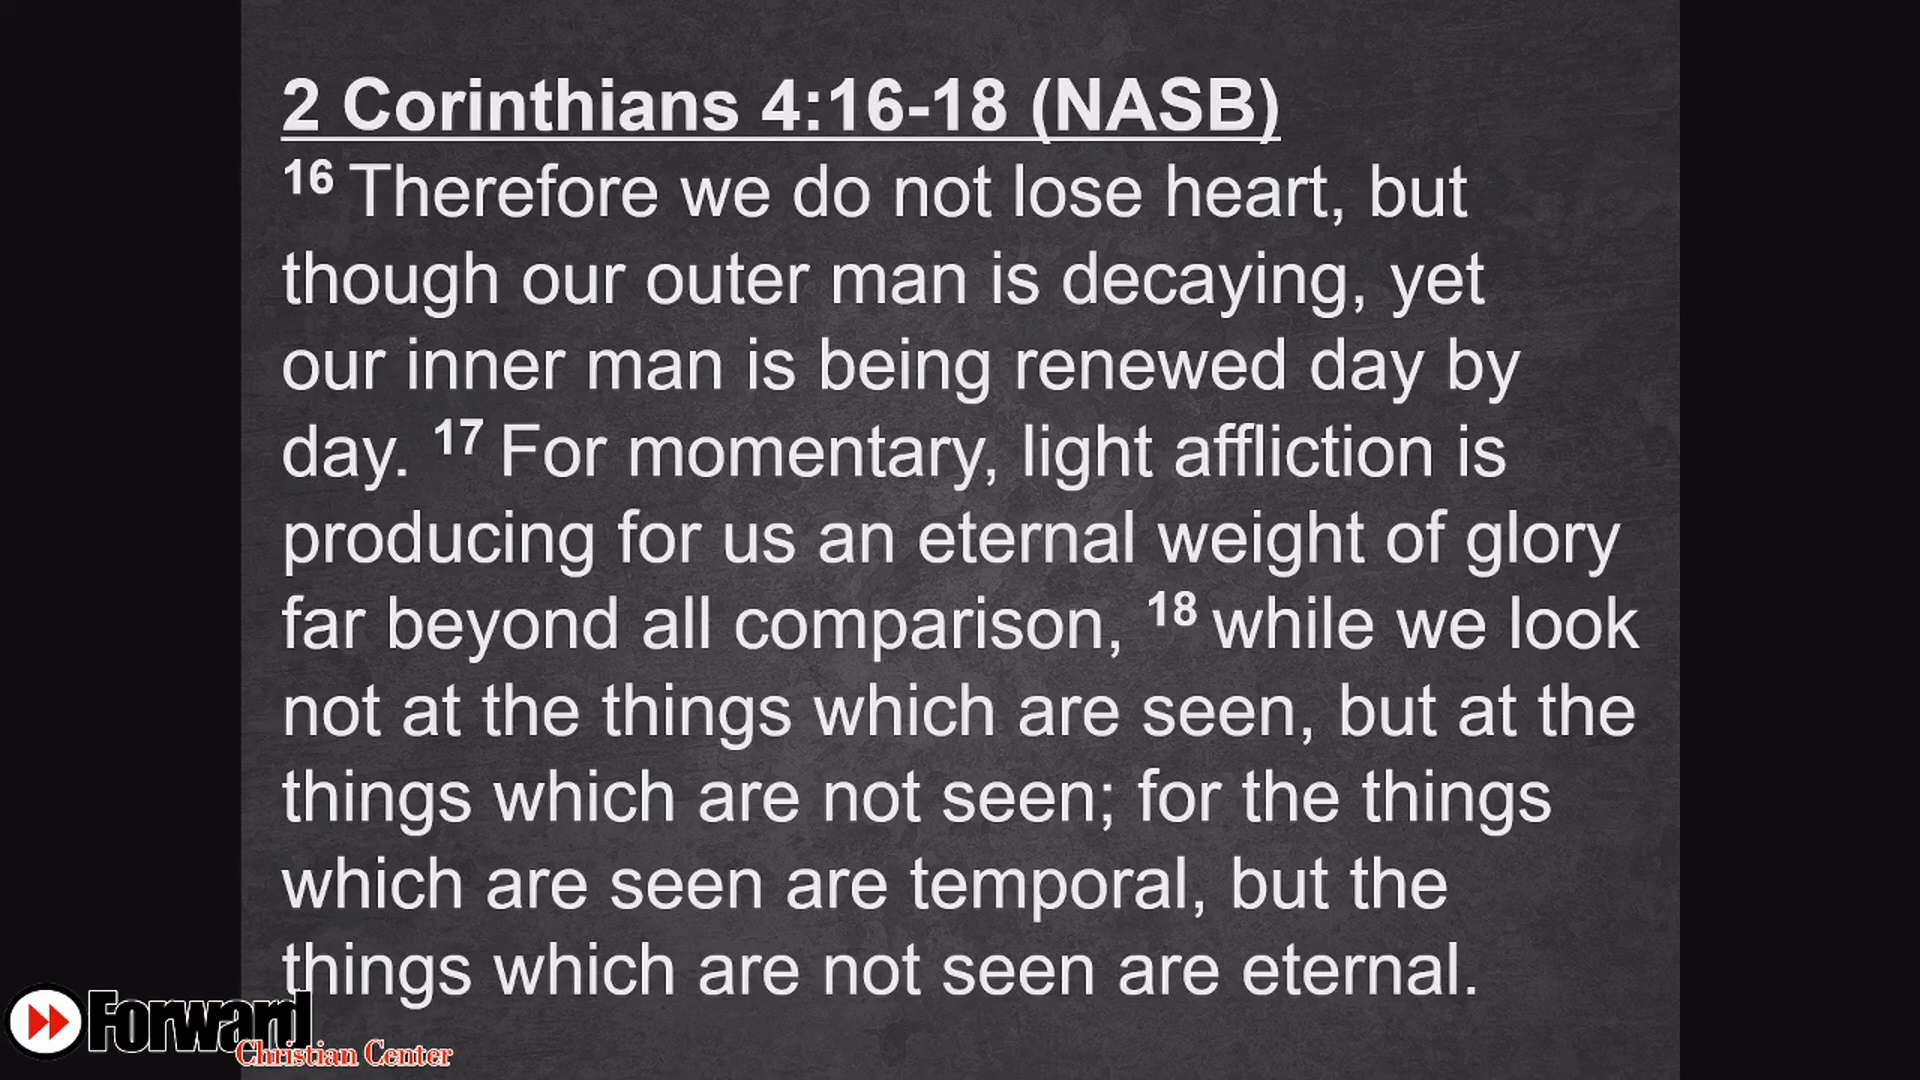 2 Corinthians 4:16-18 (NASB)
16 Therefore we do not lose heart, but
though our outer man is decaying, yet
our inner man is being renewed day by
day. 17 For momentary, light affliction is
producing for us an eternal weight of glory
far beyond all comparison, 18 while we look
not at the things which are seen, but at the
things which are not seen; for the things
which are seen are temporal, but the
things which are not seen are eternal.
Forward
Christian Center